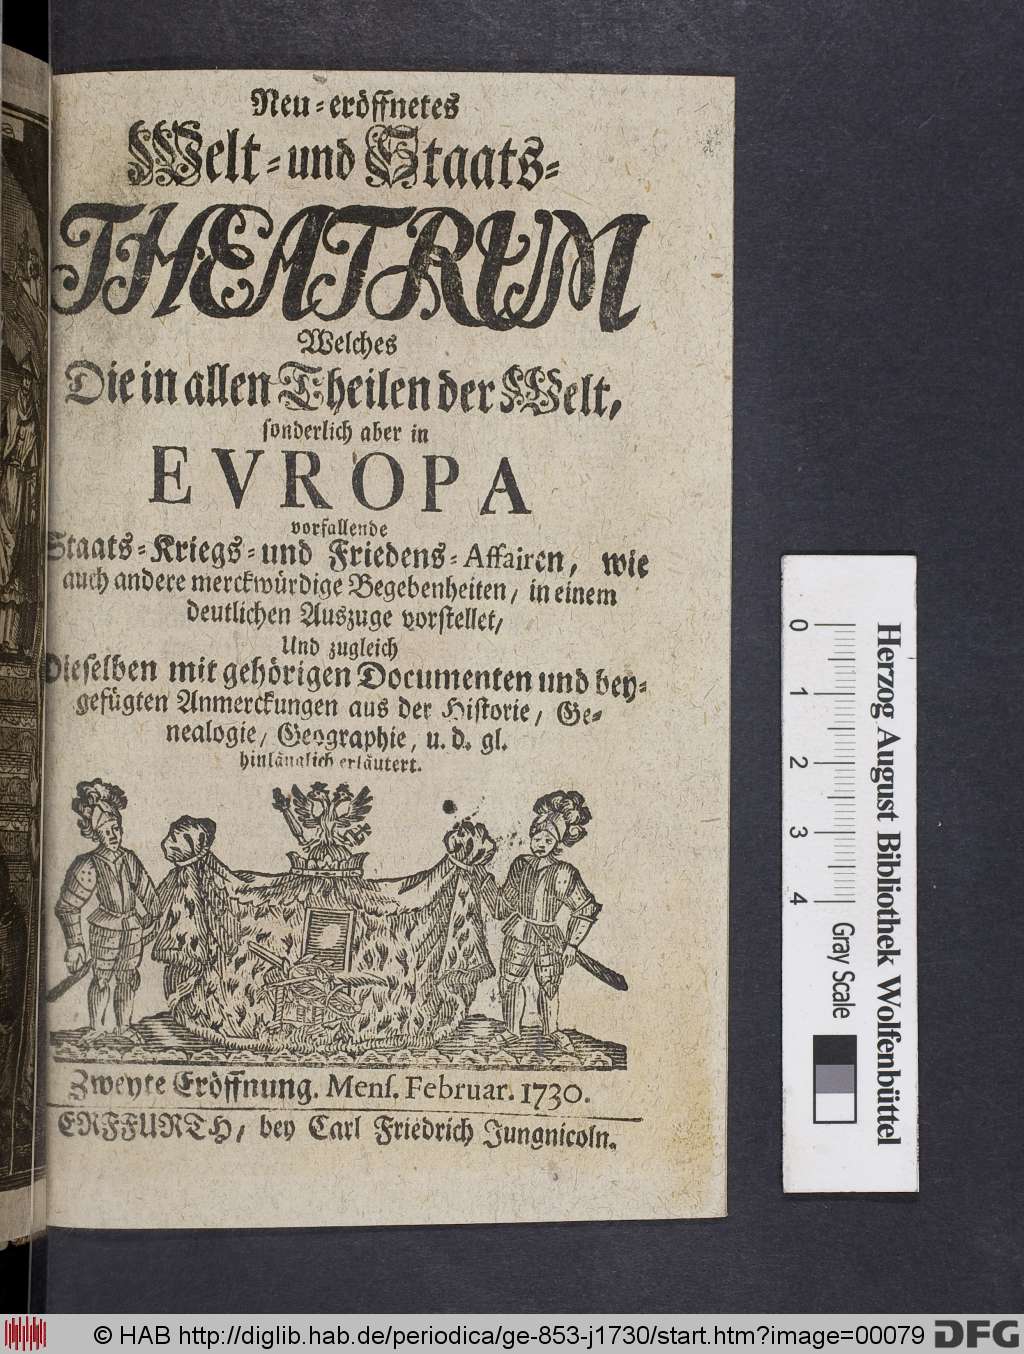 Neu-eröffnetes
Welt-und Staats-
THEATRUM
Welches
Die in allen Theilen der Welt,
sonderlich aber in
EVROPA
vorfallende
Staats-Kriegs-und Friedens-Affairen, wie
auch andere merckwürdige Begebenheiten, in einem
deutlichen Auszuge vorstellet,
Und zugleich
Dieselben mit gehörigen Documenten und bey-
gefügten Anmerckungen aus der Historie, Ge-
nealogie, Geographie, u. d. gl.
hinlänglich erläutert.
Zweyte Eröffnung. Menſ. Februar. 1730.
ERFFURTH, bey Carl Friedrich Jungnicoln.
Herzog August Bibliothek Wolfenbüttel
0 1 2 3 4
Gray Scale
© HAB http://diglib.hab.de/periodica/ge-853-j1730/start.htm?image=00079
DFG